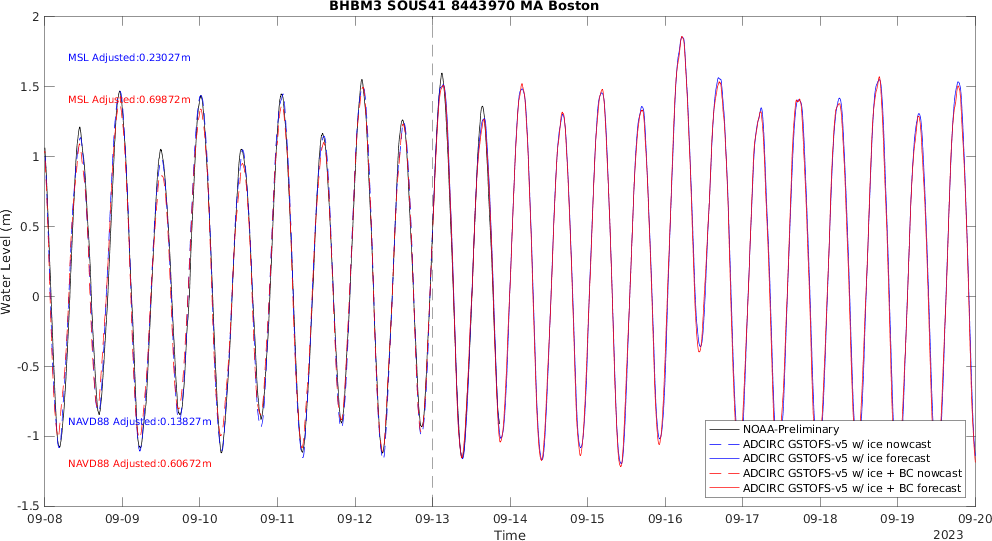 BHBM3 SOUS41 8443970 MA Boston
2
1.5
1
0.5
0
-0.5
-1
-1.5
Water Level (m)
MSL Adjusted:0.23027m
MSL Adjusted:0.69872m
NAVD88 Adjusted:0.13827m
NAVD88 Adjusted:0.60672m
NOAA-Preliminary
ADCIRC GSTOFS-v5 w/ ice nowcast
ADCIRC GSTOFS-v5 w/ ice forecast
ADCIRC GSTOFS-v5 w/ ice + BC nowcast
ADCIRC GSTOFS-v5 w/ ice + BC forecast
09-08 09-09 09-10 09-11 09-12 09-13 09-14 09-15 09-16 09-17 09-18 09-19 09-20
Time
2023